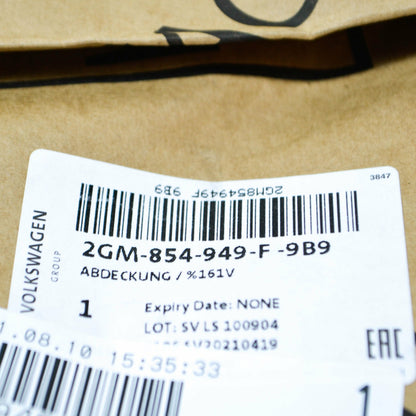 3847
2GM854949F 9B9
2GM-854-949-F -9B9
ABDECKUNG / %161V
VOLKSWAGEN
GROUP
1
Expiry Date: NONE
LOT: SV LS 100904
SV20210419
EAC
1.08.10 15:35:33
1